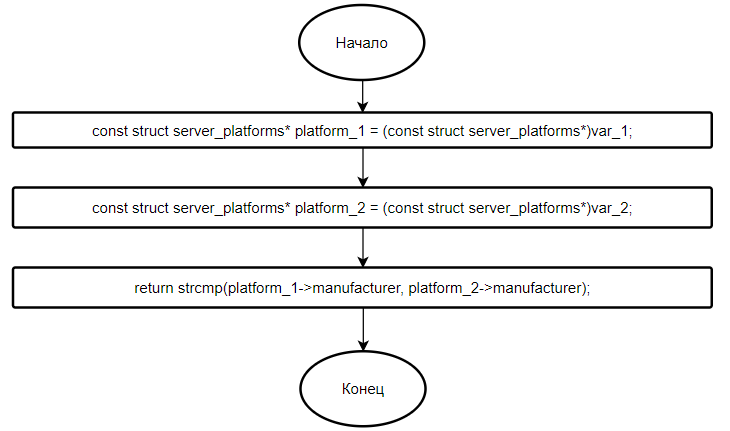 Начало
const struct server_platforms* platform_1 = (const struct server_platforms*)var_1;
const struct server_platforms* platform_2 = (const struct server_platforms*)var_2;
return strcmp(platform_1->manufacturer, platform_2->manufacturer);
Конец